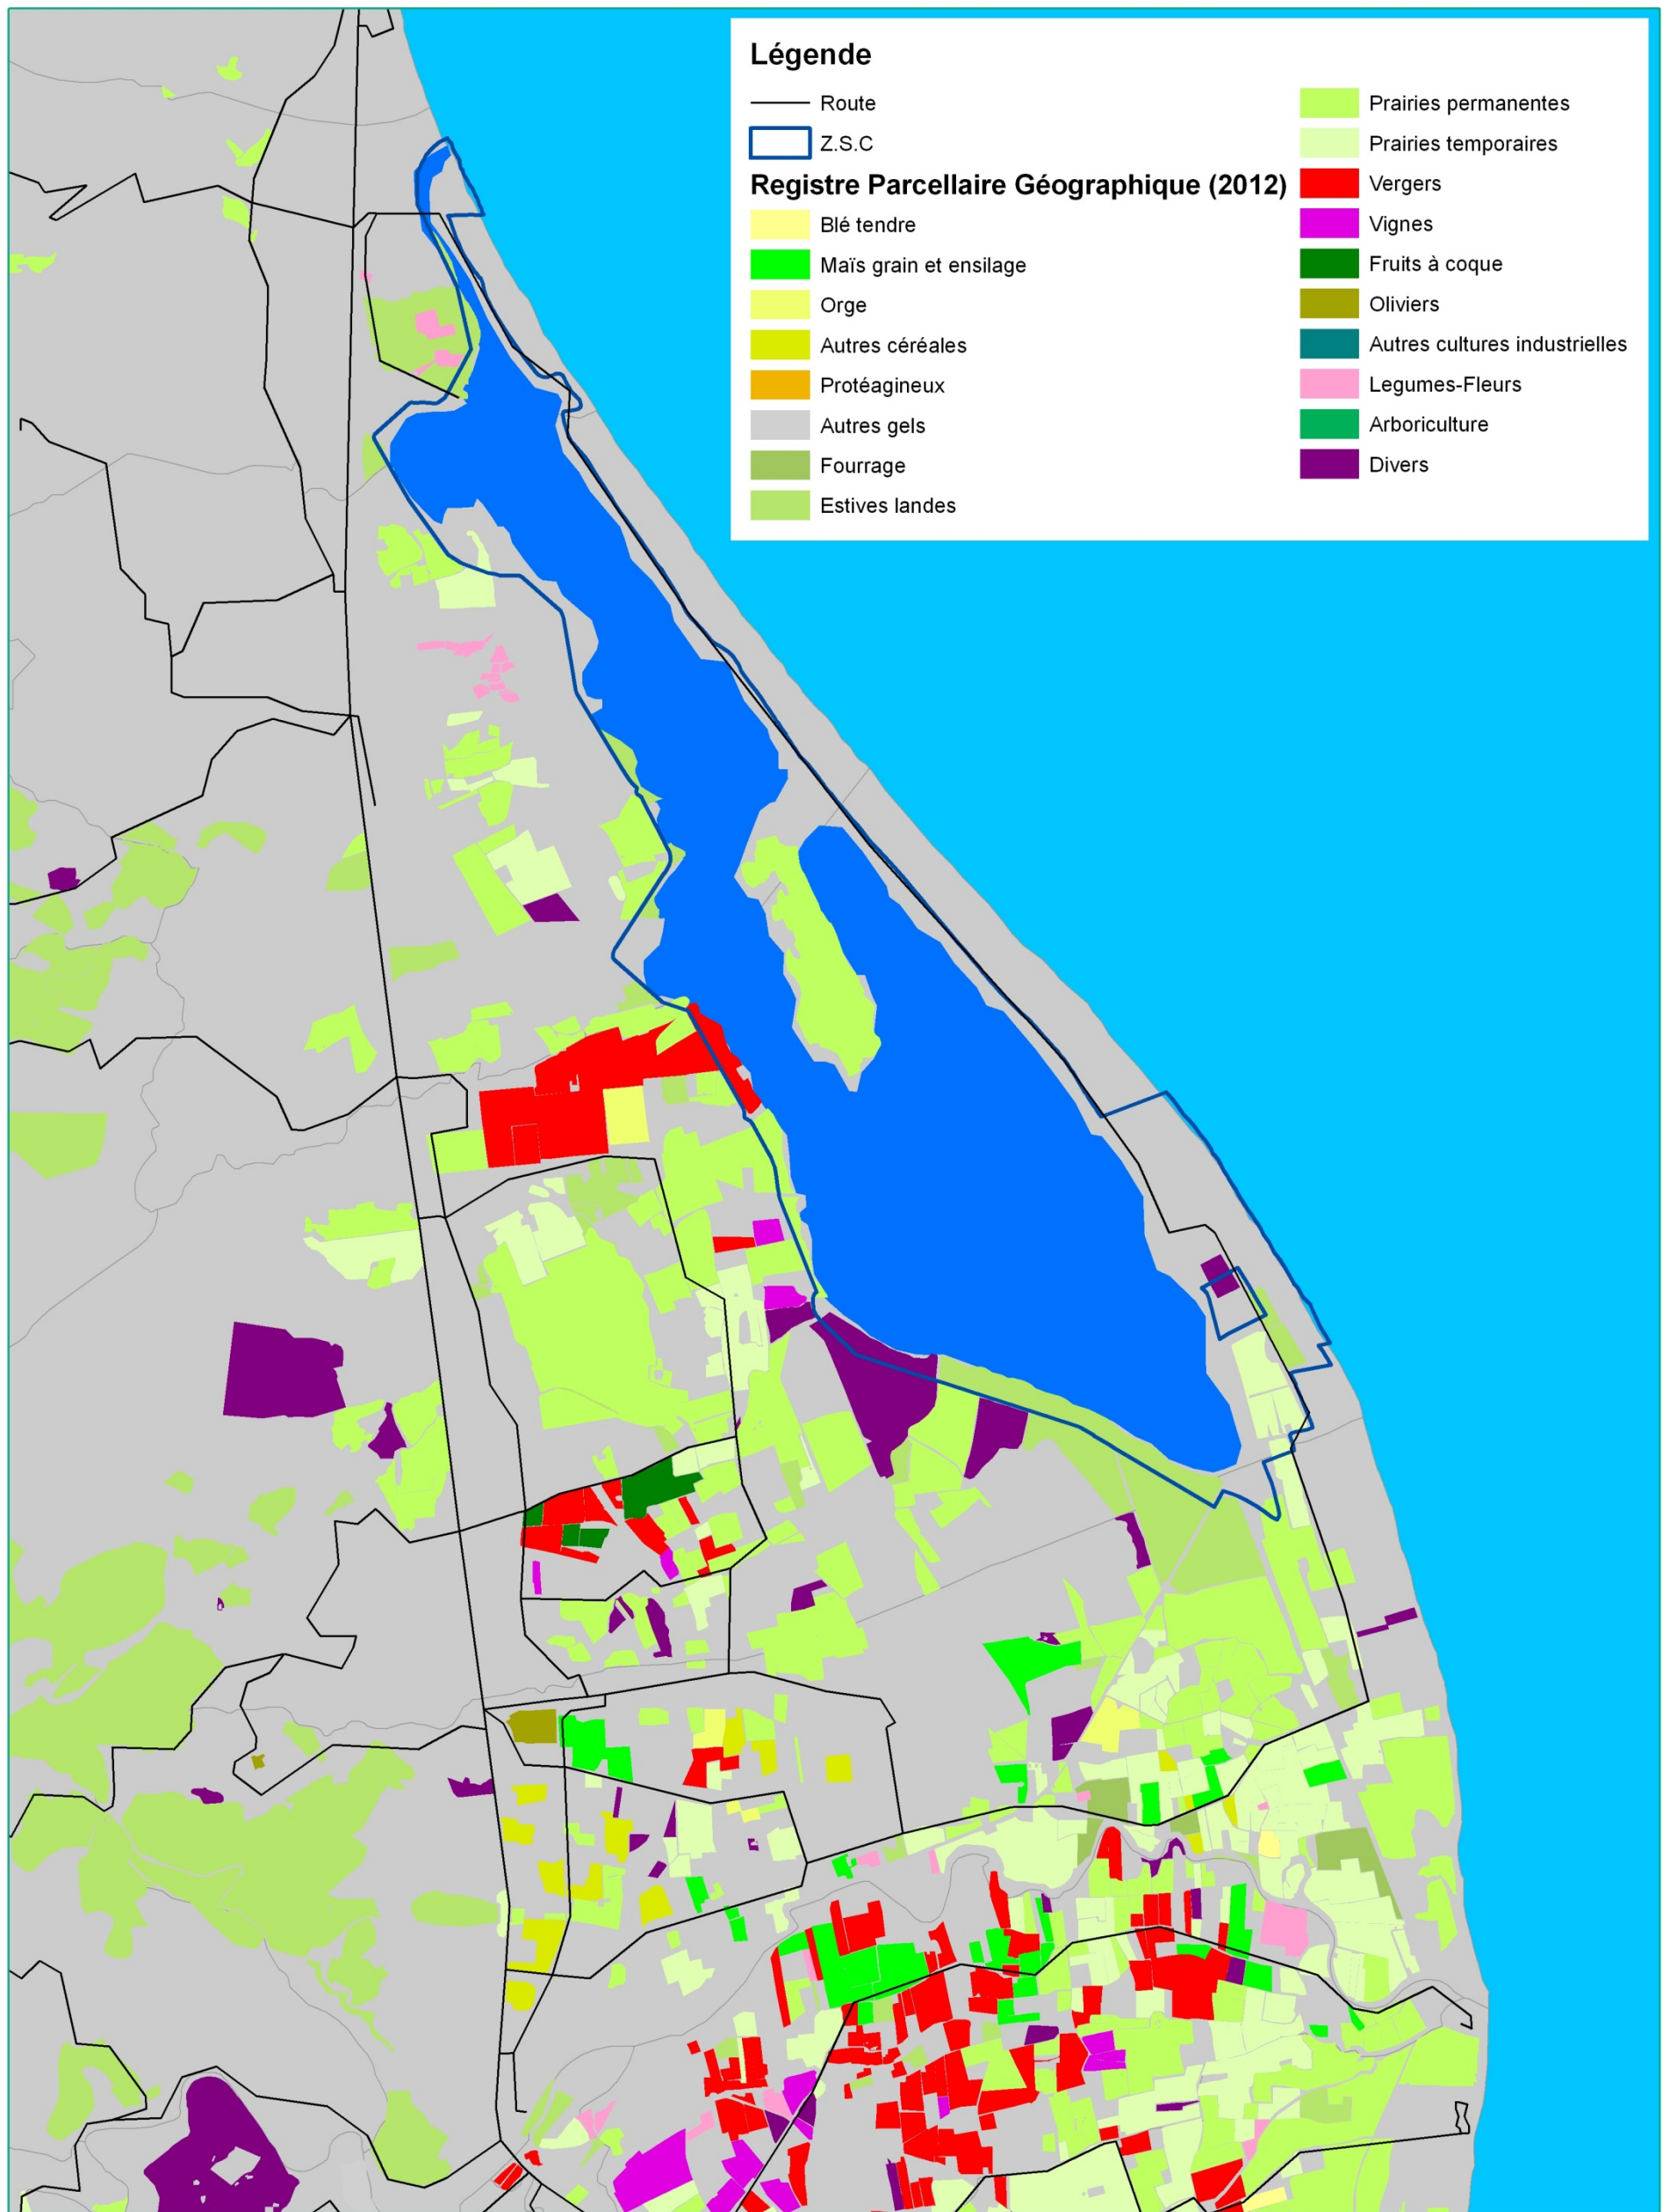 Légende
Route
Z.S.C
Registre Parcellaire Géographique (2012)
Blé tendre
Maïs grain et ensilage
Orge
Autres céréales
Protéagineux
Autres gels
Fourrage
Estives landes
Prairies permanentes
Prairies temporaires
Vergers
Vignes
Fruits à coque
Oliviers
Autres cultures industrielles
Legumes-Fleurs
Arboriculture
Divers